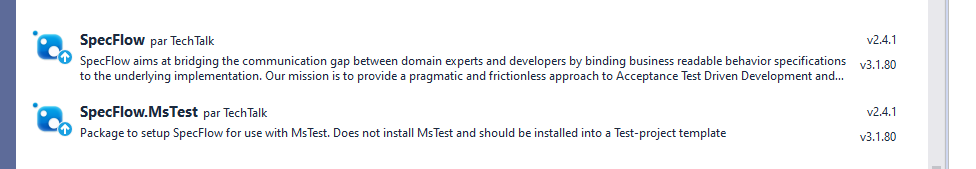 SpecFlow par TechTalk v2.4.1
SpecFlow aims at bridging the communication gap between domain experts and developers by binding business readable behavior specifications v3.1.80
to the underlying implementation. Our mission is to provide a pragmatic and frictionless approach to Acceptance Test Driven Development and...
SpecFlow.MsTest par TechTalk v2.4.1
Package to setup SpecFlow for use with MsTest. Does not install MsTest and should be installed into a Test-project template v3.1.80